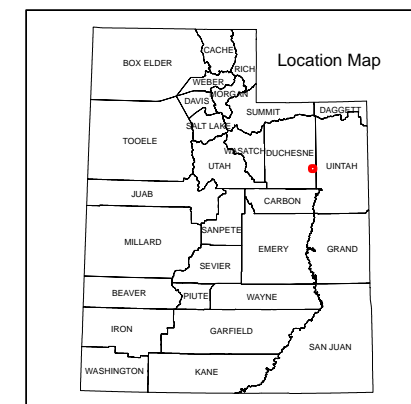 Location Map
CACHE
BOX ELDER
RICH
WEBER
MORGAN
DAVIS
SUMMIT
DAGGETT
SALT LAKE
TOOELE
WASATCH
DUCHESNE
UTAH
UINTAH
JUAB
CARBON
SANPETE
MILLARD
EMERY
GRAND
SEVIER
BEAVER
PIUTE
WAYNE
IRON
GARFIELD
SAN JUAN
WASHINGTON
KANE